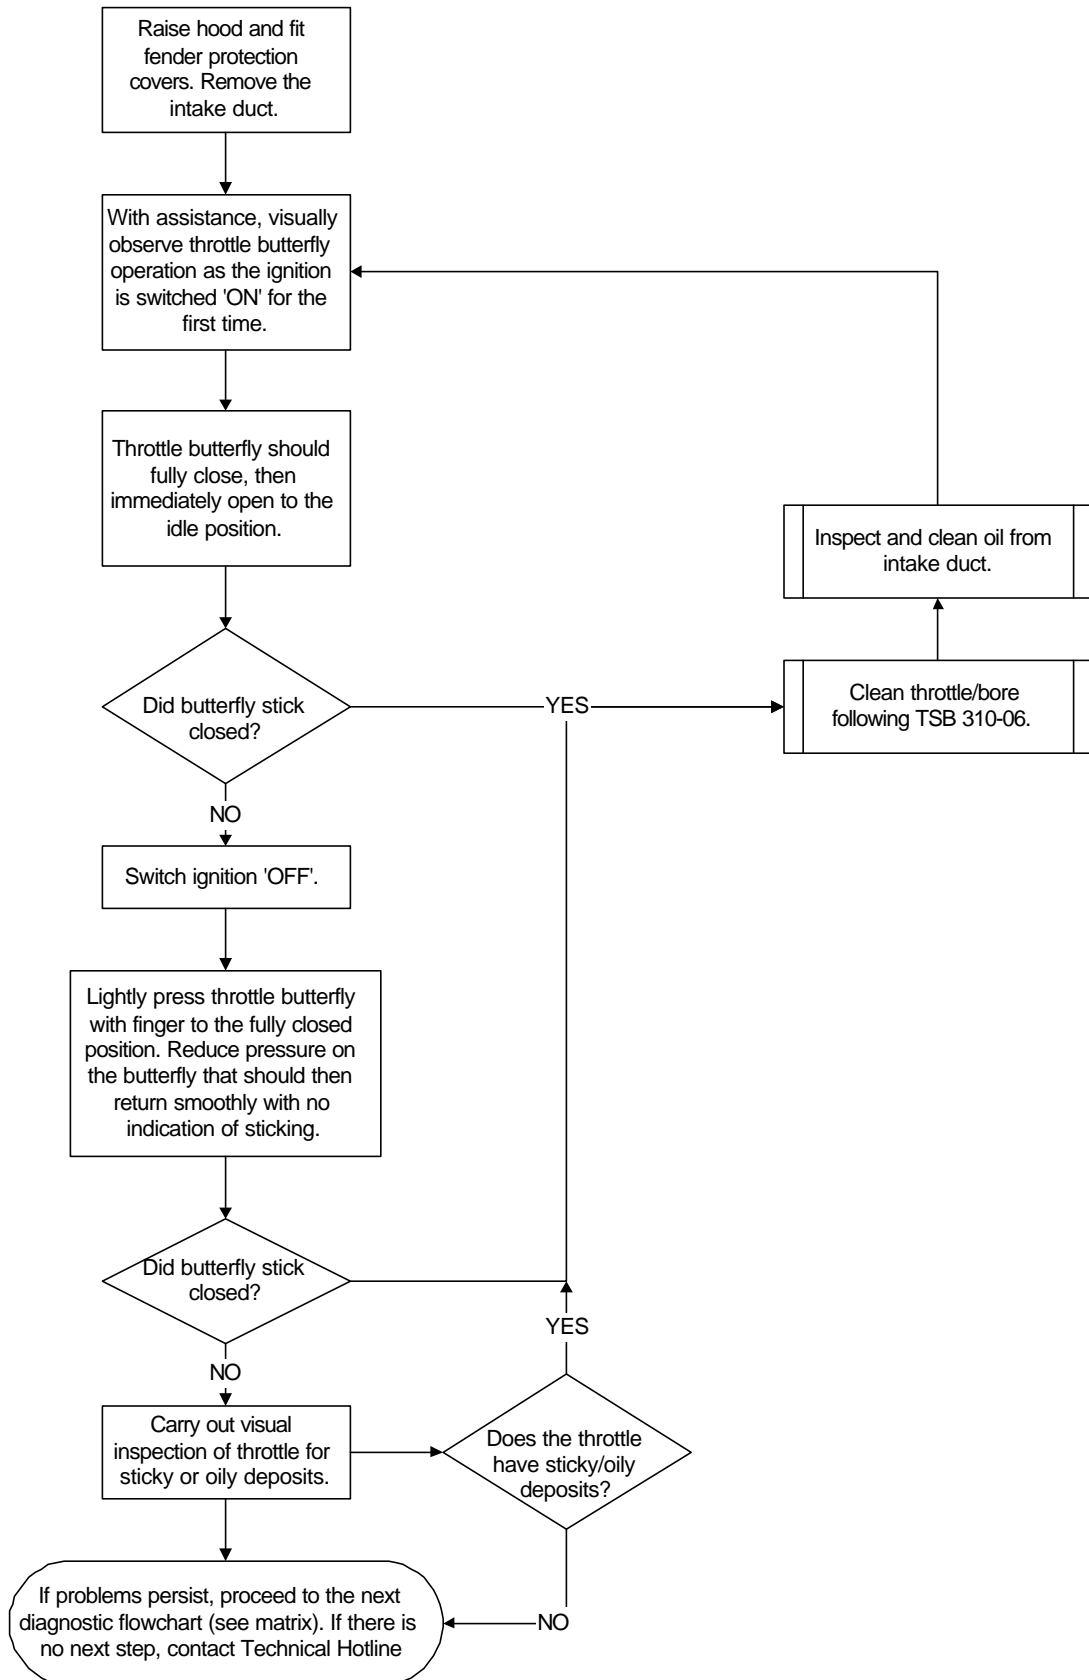 Raise hood and fit
fender protection
covers. Remove the
intake duct.
With assistance, visually
observe throttle butterfly
operation as the ignition
is switched 'ON' for the
first time.
Throttle butterfly should
fully close, then
immediately open to the
idle position.
Inspect and clean oil from
intake duct.
Did butterfly stick
closed?
YES
Clean throttle/bore
following TSB 310-06.
NO
Switch ignition 'OFF'.
Lightly press throttle butterfly
with finger to the fully closed
position. Reduce pressure on
the butterfly that should then
return smoothly with no
indication of sticking.
Did butterfly stick
closed?
YES
NO
Carry out visual
inspection of throttle for
sticky or oily deposits.
Does the throttle
have sticky/oily
deposits?
NO
If problems persist, proceed to the next
diagnostic flowchart (see matrix). If there is
no next step, contact Technical Hotline